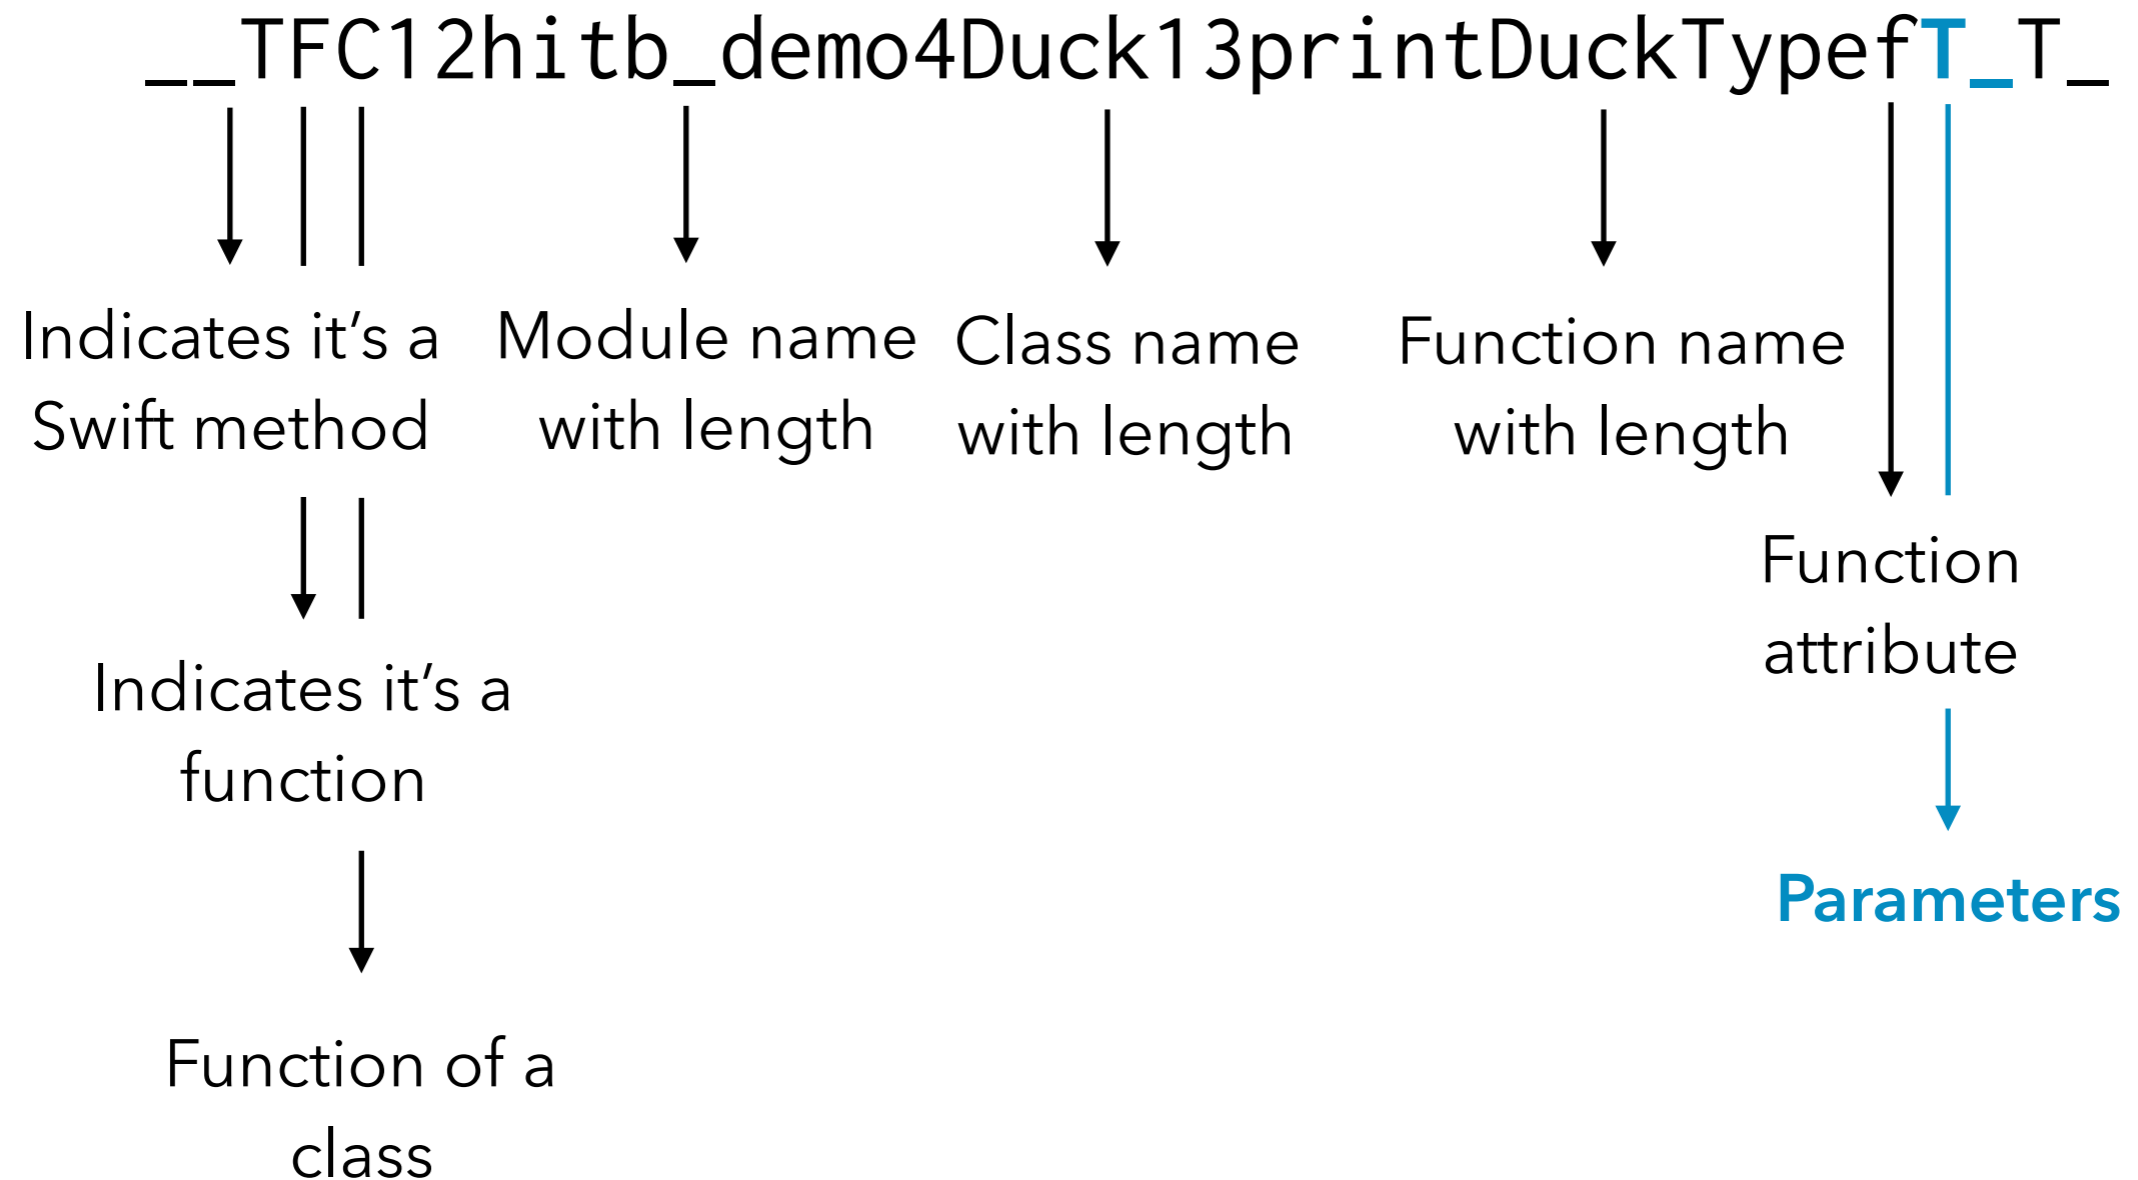 __TFC12hitb_demo4Duck13printDuckTypefT_T_
Indicates it’s a
Swift method
Module name
with length
Class name
with length
Function name
with length
Function
attribute
Indicates it’s a
function
Parameters
Function of a
class